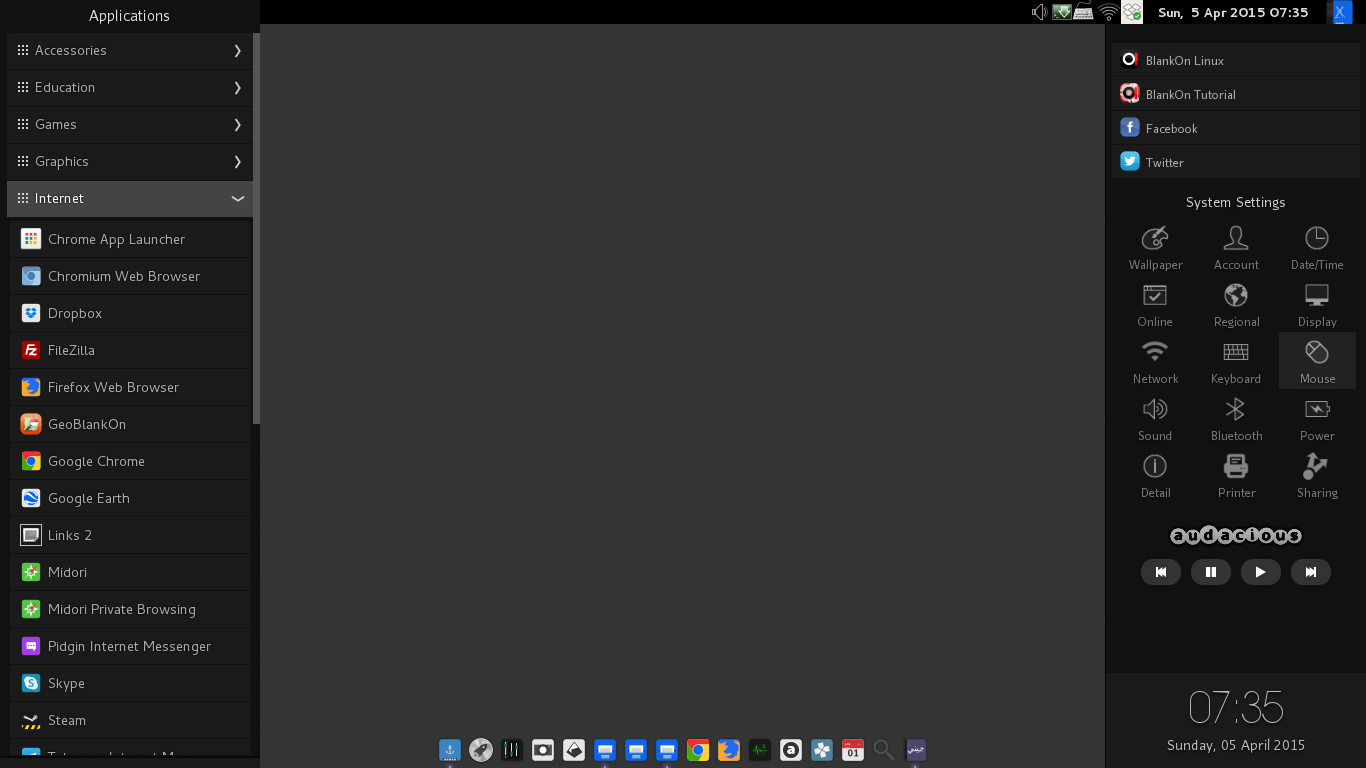 Applications
Accessories
Education
Games
Graphics
Internet
Chrome App Launcher
Chromium Web Browser
Dropbox
FileZilla
Firefox Web Browser
GeoBlankOn
Google Chrome
Google Earth
Links 2
Midori
Midori Private Browsing
Pidgin Internet Messenger
Skype
Steam
Sun, 5 Apr 2015 07:35
X
BlankOn Linux
BlankOn Tutorial
Facebook
Twitter
System Settings
Wallpaper Account Date/Time
Online Regional Display
Network Keyboard Mouse
Sound Bluetooth Power
Detail Printer Sharing
audacious
07:35
Sunday, 05 April 2015
01